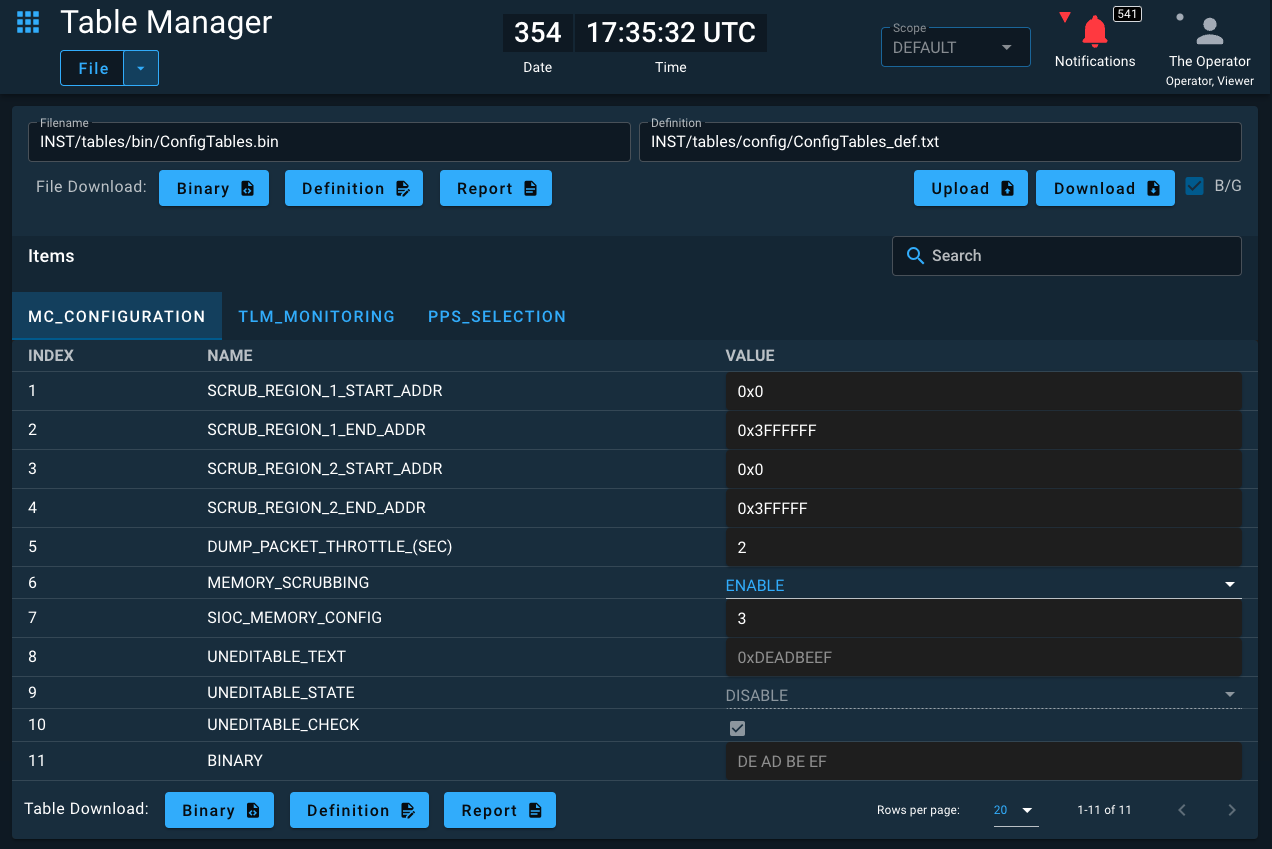 Table Manager
File
354
17:35:32 UTC
Date
Time
Scope
DEFAULT
541
Notifications
The Operator
Operator, Viewer
Filename
INST/tables/bin/ConfigTables.bin
Definition
INST/tables/config/ConfigTables_def.txt
File Download:
Binary
Definition
Report
Upload
Download
B/G
Items
Search
MC_CONFIGURATION
TLM_MONITORING
PPS_SELECTION
INDEX NAME VALUE
1 SCRUB_REGION_1_START_ADDR 0x0
2 SCRUB_REGION_1_END_ADDR 0x3FFFFFF
3 SCRUB_REGION_2_START_ADDR 0x0
4 SCRUB_REGION_2_END_ADDR 0x3FFFFF
5 DUMP_PACKET_THROTTLE_(SEC) 2
6 MEMORY_SCRUBBING ENABLE
7 SIOC_MEMORY_CONFIG 3
8 UNEDITABLE_TEXT 0xDEADBEEF
9 UNEDITABLE_STATE DISABLE
10 UNEDITABLE_CHECK
11 BINARY DE AD BE EF
Table Download:
Binary
Definition
Report
Rows per page:
20
1-11 of 11